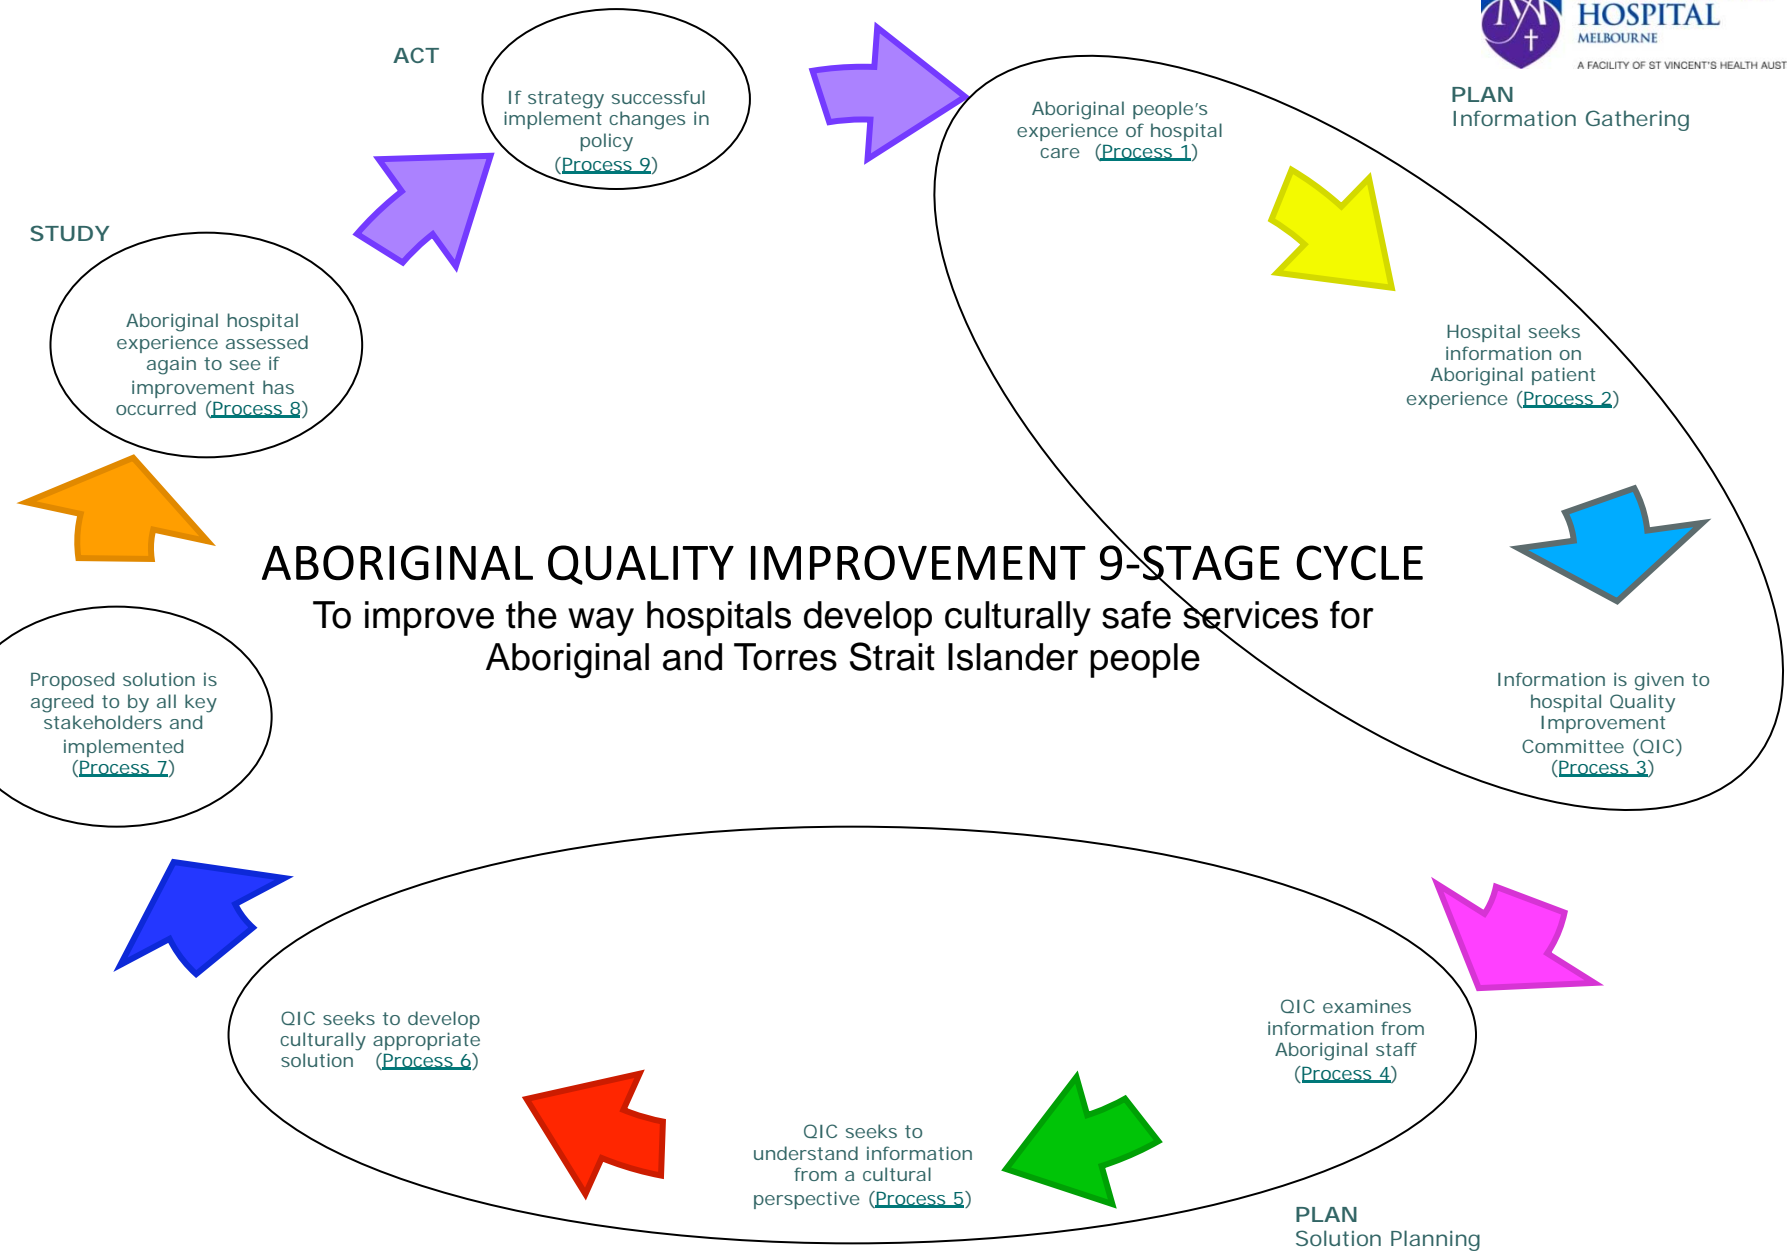 HOSPITAL
MELBOURNE
A FACILITY OF ST VINCENT'S HEALTH AUST
PLAN
Information Gathering
ACT
If strategy successful
implement changes in
policy
(Process 9)
Aboriginal people's
experience of hospital
care (Process 1)
Hospital seeks
information on
Aboriginal patient
experience (Process 2)
STUDY
Aboriginal hospital
experience assessed
again to see if
improvement has
occurred (Process 8)
ABORIGINAL QUALITY IMPROVEMENT 9-STAGE CYCLE
To improve the way hospitals develop culturally safe services for
Aboriginal and Torres Strait Islander people
Information is given to
hospital Quality
Improvement
Committee (QIC)
(Process 3)
Proposed solution is
agreed to by all key
stakeholders and
implemented
(Process 7)
QIC examines
information from
Aboriginal staff
(Process 4)
QIC seeks to
understand information
from a cultural
perspective (Process 5)
QIC seeks to develop
culturally appropriate
solution (Process 6)
PLAN
Solution Planning